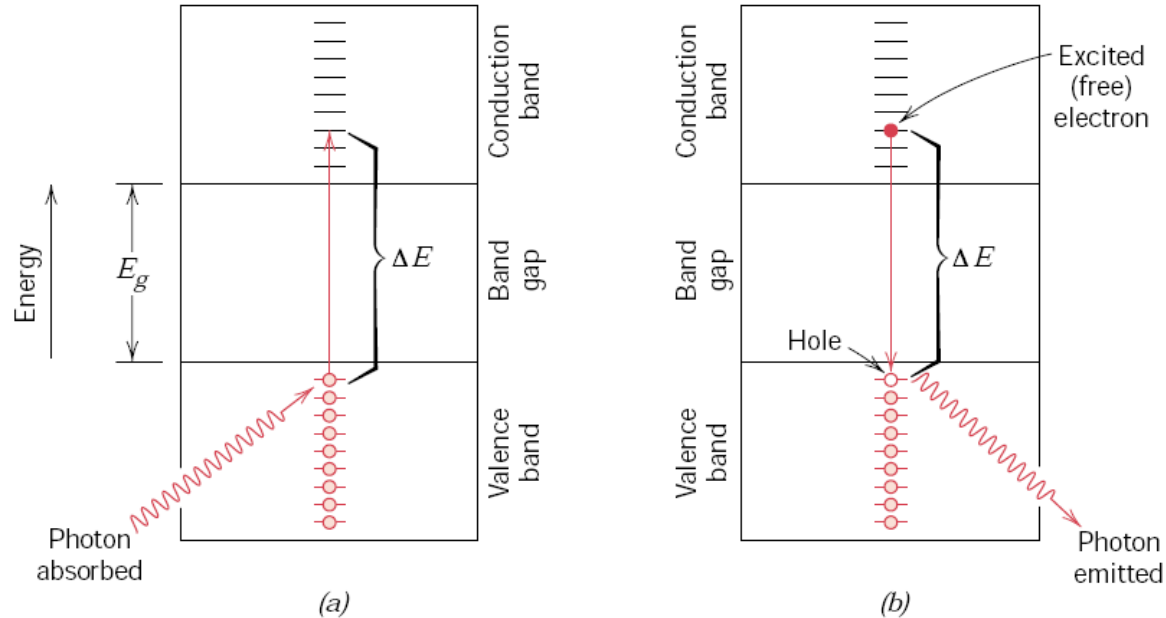 Energy
E_g
Conduction
band
Band
gap
Valence
band
ΔE
Photon
absorbed
(a)
Conduction
band
Band
gap
Valence
band
Excited
(free)
electron
ΔE
Hole
Photon
emitted
(b)